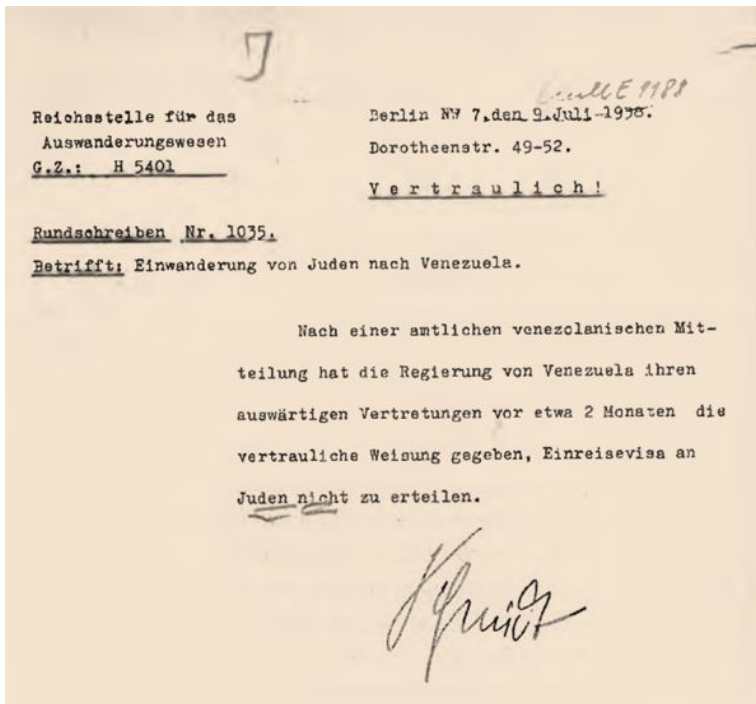 J
E 1188
Reichsstelle für das
Auswanderungswesen
G.Z.: H 5401
Berlin NW 7, den 9. Juli 1938.
Dorotheenstr. 49-52.
Vertraulich!
Rundschreiben Nr. 1035.
Betrifft: Einwanderung von Juden nach Venezuela.
Nach einer amtlichen venezolanischen Mit-
teilung hat die Regierung von Venezuela ihren
auswärtigen Vertretungen vor etwa 2 Monaten die
vertrauliche Weisung gegeben, Einreisevisa an
Juden nicht zu erteilen.
Schmidt